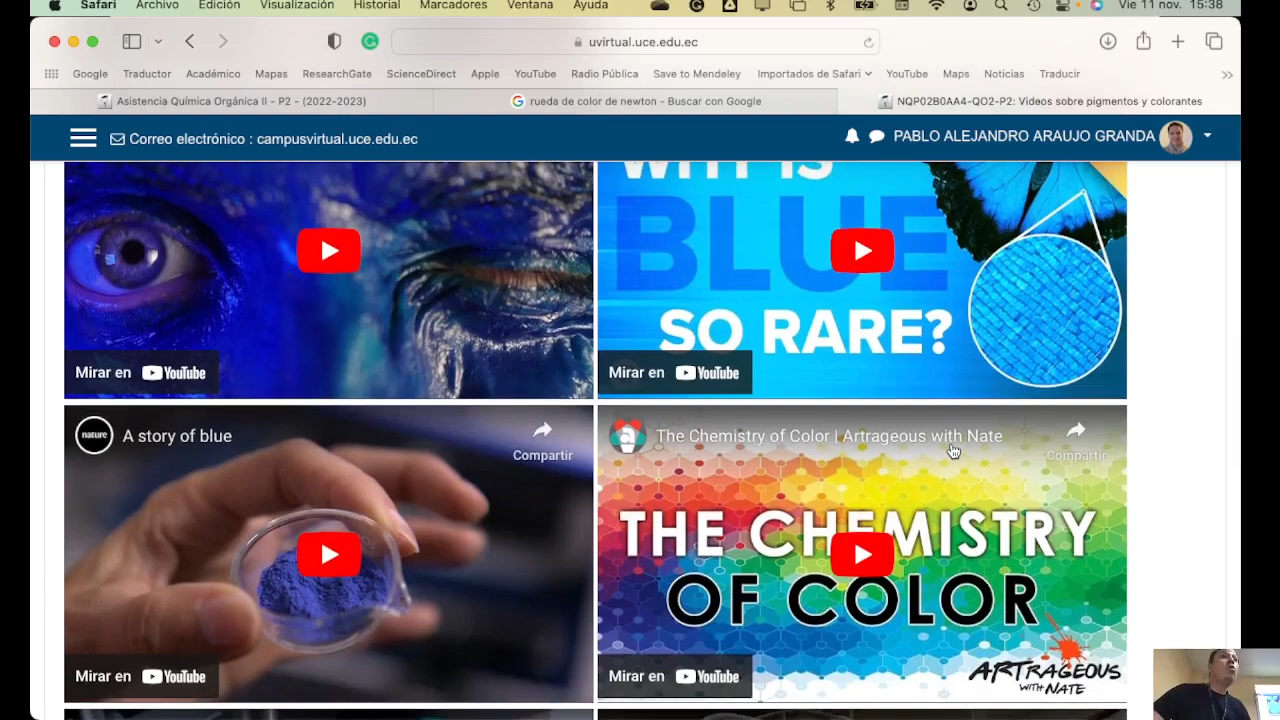 Safari Archivo Edición Visualización Historial Marcadores Ventana Ayuda Vie 11 nov. 15:38
uvirtual.uce.edu.ec
Google Traductor Académico Mapas ResearchGate ScienceDirect Apple YouTube Radio Pública Save to Mendeley Importados de Safari YouTube Maps Noticias Traducir
Asistencia Química Orgánica II - P2 - (2022-2023) rueda de color de newton - Buscar con Google NQP02B0AA4-QO2-P2: Videos sobre pigmentos y colorantes
Correo electrónico : campusvirtual.uce.edu.ec PABLO ALEJANDRO ARAUJO GRANDA
WHY IS
BLUE
SO RARE?
Mirar en YouTube Mirar en YouTube
nature A story of blue Compartir
The Chemistry of Color | Artrageous with Nate Compartir
THE CHEMISTRY
OF COLOR
Mirar en YouTube Mirar en YouTube
ARTRAGEOUS
WITH NATE